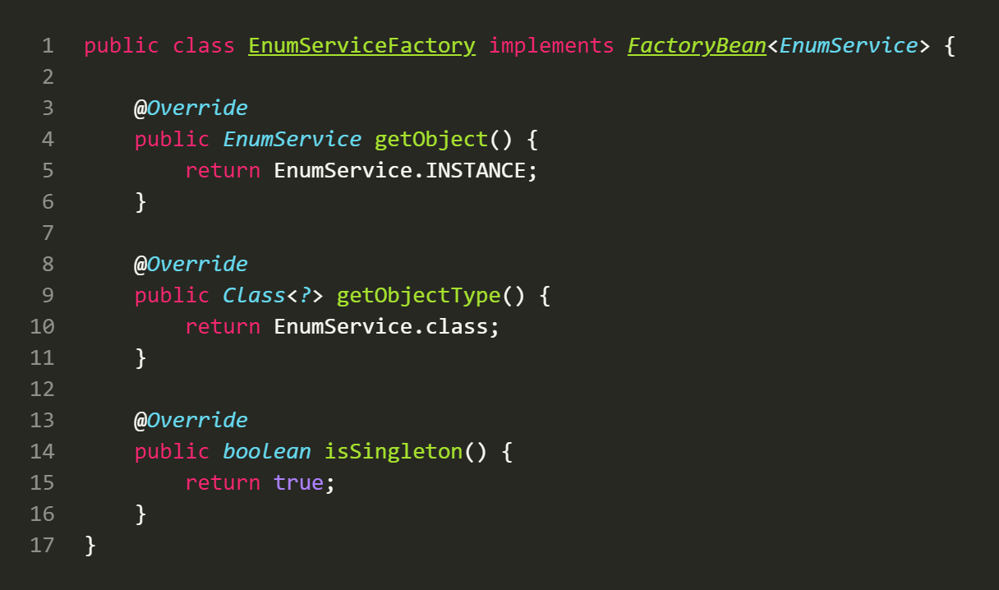 1 public class EnumServiceFactory implements FactoryBean<EnumService> {
2
3     @Override
4     public EnumService getObject() {
5         return EnumService.INSTANCE;
6     }
7
8     @Override
9     public Class<?> getObjectType() {
10         return EnumService.class;
11     }
12
13     @Override
14     public boolean isSingleton() {
15         return true;
16     }
17 }